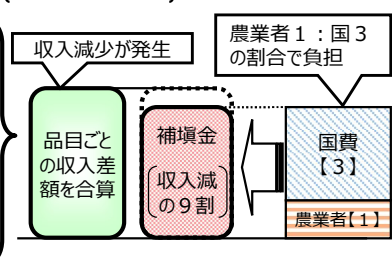 収入減少が発生
農業者１：国３
の割合で負担
品目ごと
の収入差
額を合算
補塡金
収入減
の９割
国費
【３】
農業者【１】